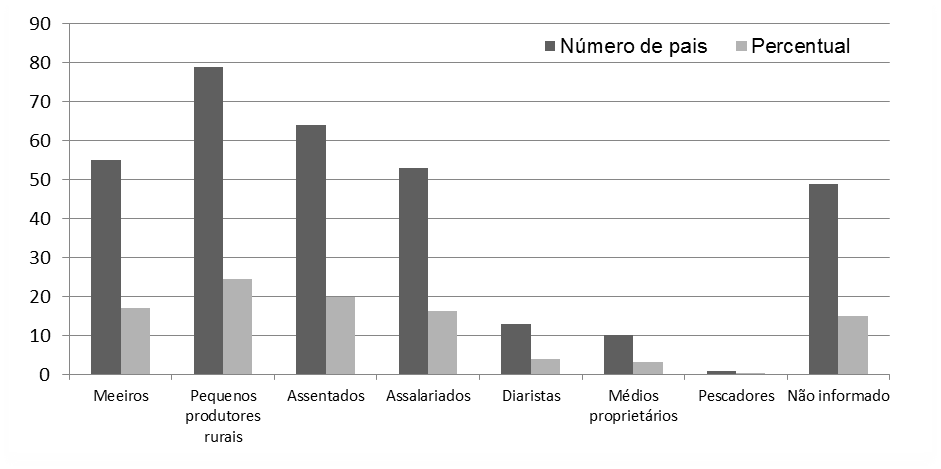 90
80
70
60
50
40
30
20
10
0
Número de pais
Percentual
Meeiros
Pequenos
produtores
rurais
Assentados
Assalariados
Diaristas
Médios
proprietários
Pescadores
Não informado